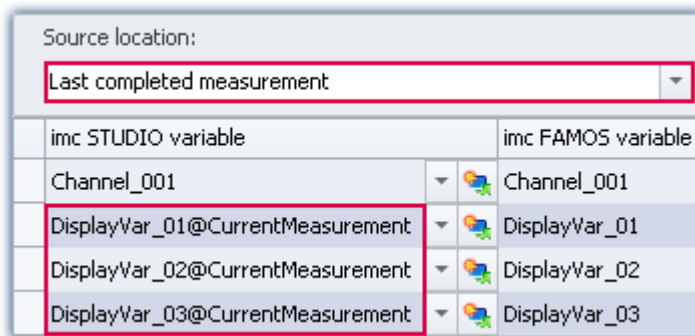 Source location:
Last completed measurement
imc STUDIO variable imc FAMOS variable
Channel_001 Channel_001
DisplayVar_01@CurrentMeasurement DisplayVar_01
DisplayVar_02@CurrentMeasurement DisplayVar_02
DisplayVar_03@CurrentMeasurement DisplayVar_03